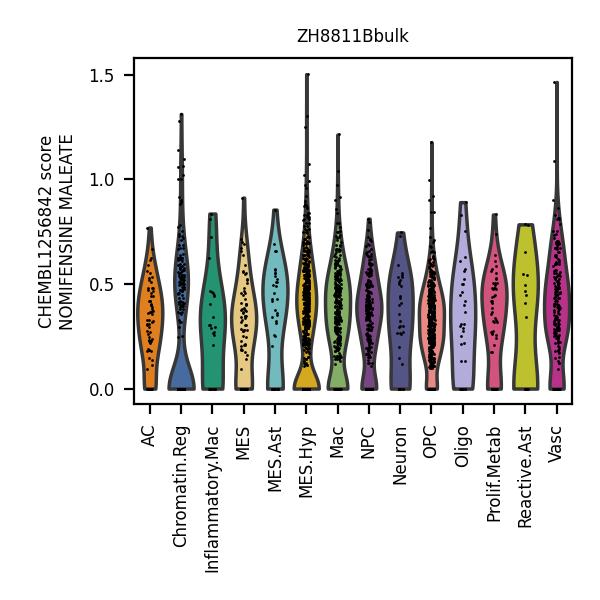 ZH8811Bbulk
CHEMBL1256842 score
NOMIFENSINE MALEATE
1.5
1.0
0.5
0.0
AC
Chromatin.Reg
Inflammatory.Mac
MES
MES.Ast
MES.Hyp
Mac
NPC
Neuron
OPC
Oligo
Prolif.Metab
Reactive.Ast
Vasc